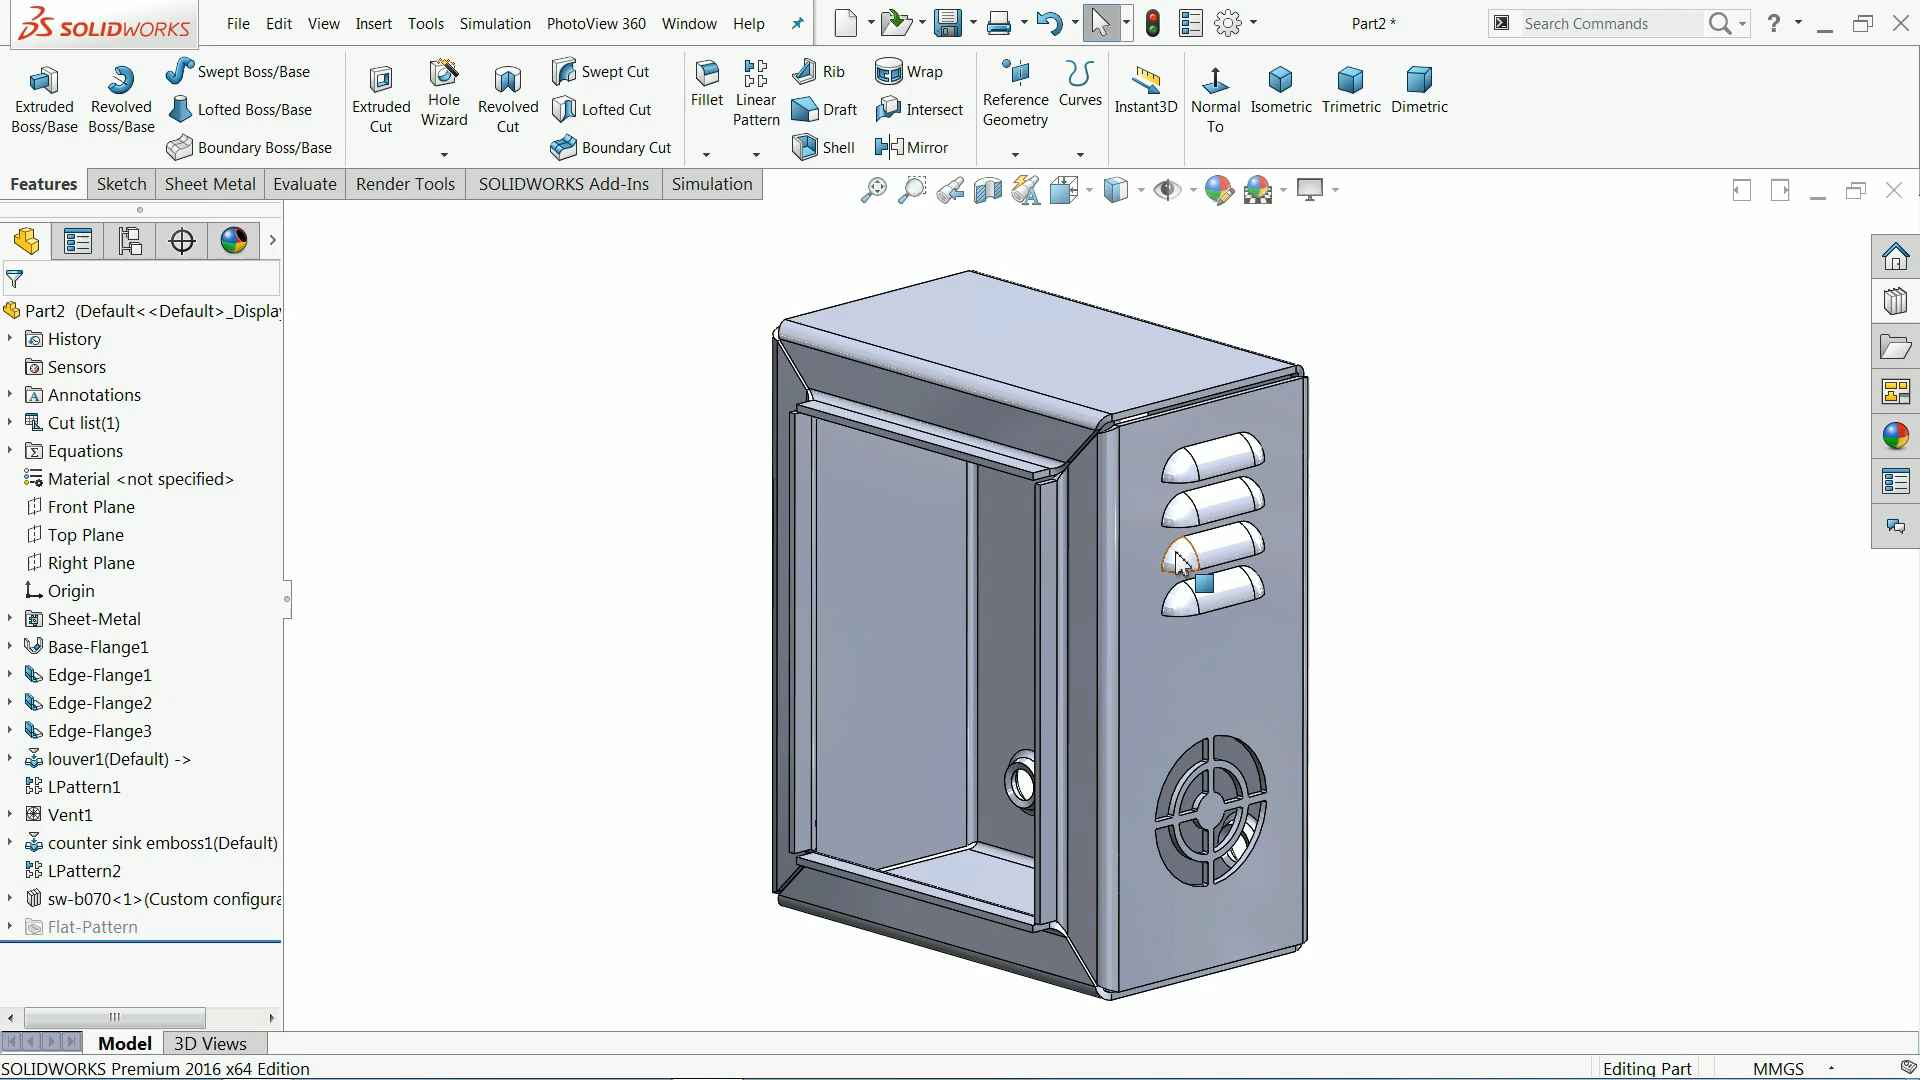 SOLIDWORKS
File Edit View Insert Tools Simulation PhotoView 360 Window Help
Part2 *
Search Commands
Extruded Boss/Base
Revolved Boss/Base
Swept Boss/Base
Lofted Boss/Base
Boundary Boss/Base
Extruded Cut
Hole Wizard
Revolved Cut
Swept Cut
Lofted Cut
Boundary Cut
Fillet
Linear Pattern
Rib
Draft
Shell
Wrap
Intersect
Mirror
Reference Geometry
Curves
Instant3D
Normal To
Isometric
Trimetric
Dimetric
Features Sketch Sheet Metal Evaluate Render Tools SOLIDWORKS Add-Ins Simulation
Part2 (Default<<Default>_Displa
History
Sensors
Annotations
Cut list(1)
Equations
Material <not specified>
Front Plane
Top Plane
Right Plane
Origin
Sheet-Metal
Base-Flange1
Edge-Flange1
Edge-Flange2
Edge-Flange3
louver1(Default) ->
LPattern1
Vent1
counter sink emboss1(Default)
LPattern2
sw-b070<1>(Custom configura
Flat-Pattern
Model 3D Views
SOLIDWORKS Premium 2016 x64 Edition
Editing Part
MMGS